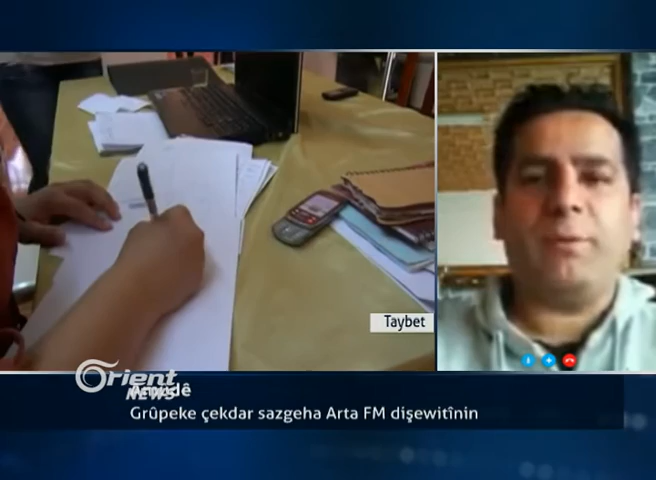 Taybet
Orient
NEWS
Amûdê
Grûpeke çekdar sazgeha Arta FM dişewitînin